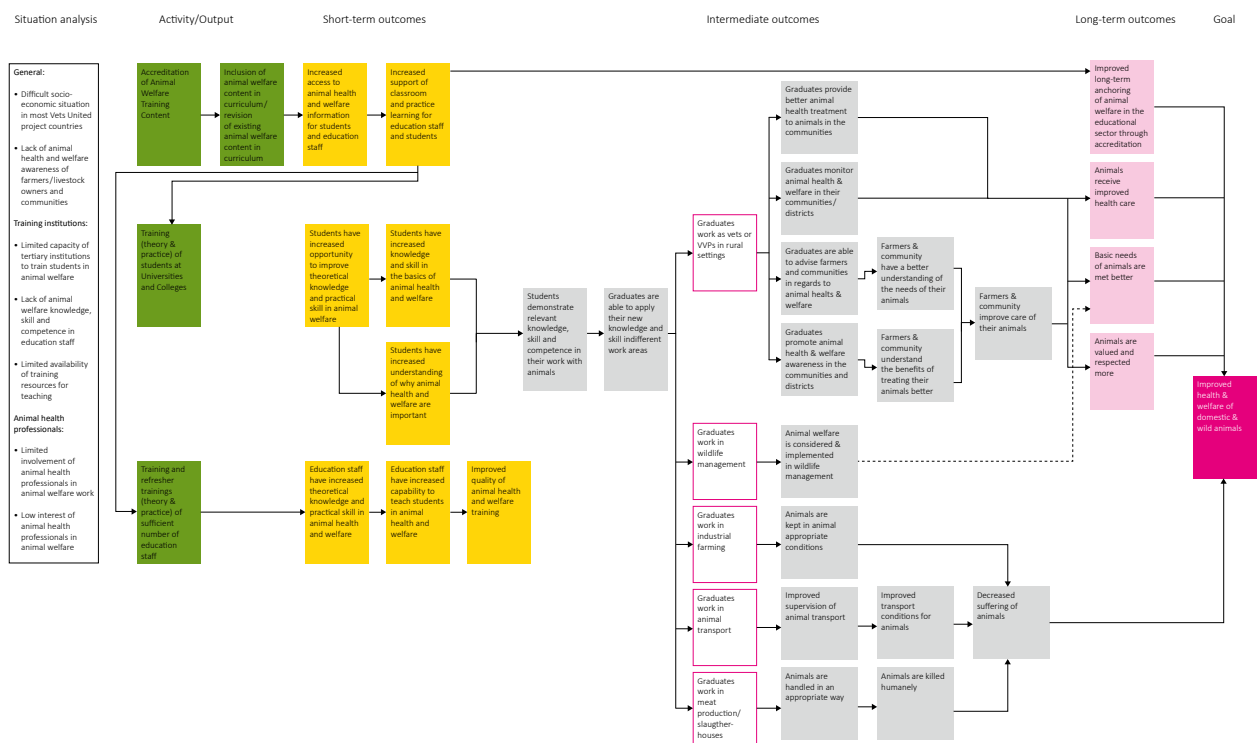 Situation analysis
Activity/Output
Short-term outcomes
Intermediate outcomes
Long-term outcomes
Goal
General:
• Difficult socio-
economic situation
in most Vets United
project countries
• Lack of animal
health and welfare
awareness of
farmers/livestock
owners and
communities
Training institutions:
• Limited capacity of
tertiary institutions
to train students in
animal welfare
• Lack of animal
welfare knowledge,
skill and
competence in
education staff
• Limited availability
of training
resources for
teaching
Animal health
professionals:
• Limited
involvement of
animal health
professionals in
animal welfare work
• Low interest of
animal health
professionals in
animal welfare
Accreditation
of Animal
Welfare
Training
Content
Inclusion of
animal welfare
content in
curriculum/
revision
of existing
animal welfare
content in
curriculum
Increased
access to
animal health
and welfare
information
for students
and education
staff
Increased
support of
classroom
and practice
learning for
education staff
and students
Training
(theory &
practice) of
students at
Universities
and Colleges
Students have
increased
opportunity
to improve
theoretical
knowledge
and practical
skill in animal
welfare
Students have
increased
knowledge
and skill in
the basics of
animal health
and welfare
Students have
increased
understanding
of why animal
health and
welfare are
important
Training and
refresher
trainings
(theory &
practice) of
sufficient
number of
education
staff
Education staff
have increased
theoretical
knowledge and
practical skill in
animal health
and welfare
Education staff
have increased
capability to
teach students
in animal
health and
welfare
Improved
quality of
animal health
and welfare
training
Students
demonstrate
relevant
knowledge,
skill and
competence in
their work with
animals
Graduates are
able to apply
their new
knowledge and
skill indifferent
work areas
Graduates
work as vets or
VVPs in rural
settings
Graduates provide
better animal
health treatment
to animals in the
communities
Graduates monitor
animal health &
welfare in their
communities/
districts
Graduates are able
to advise farmers
and communities
in regards to
animal healts & welfare
Graduates
promote animal
health & welfare
awareness in the
communities and
districts
Farmers &
community
have a better
understanding of
the needs of their
animals
Farmers &
community
understand
the benefits of
treating their
animals better
Farmers &
community
improve care of
their animals
Graduates
work in
wildlife
management
Animal welfare
is considered &
implemented
in wildlife
management
Graduates
work in
industrial
farming
Animals are
kept in animal
appropriate
conditions
Graduates
work in
animal
transport
Improved
supervision of
animal transport
Improved
transport
conditions for
animals
Decreased
suffering of
animals
Graduates
work in
meat
production/
slaugther-
houses
Animals are
handled in an
appropriate way
Animals are killed
humanely
Improved
long-term
anchoring
of animal
welfare in the
educational
sector through
accreditation
Animals
receive
improved
health care
Basic needs
of animals are
met better
Animals are
valued and
respected
more
Improved
health &
welfare of
domestic &
wild animals